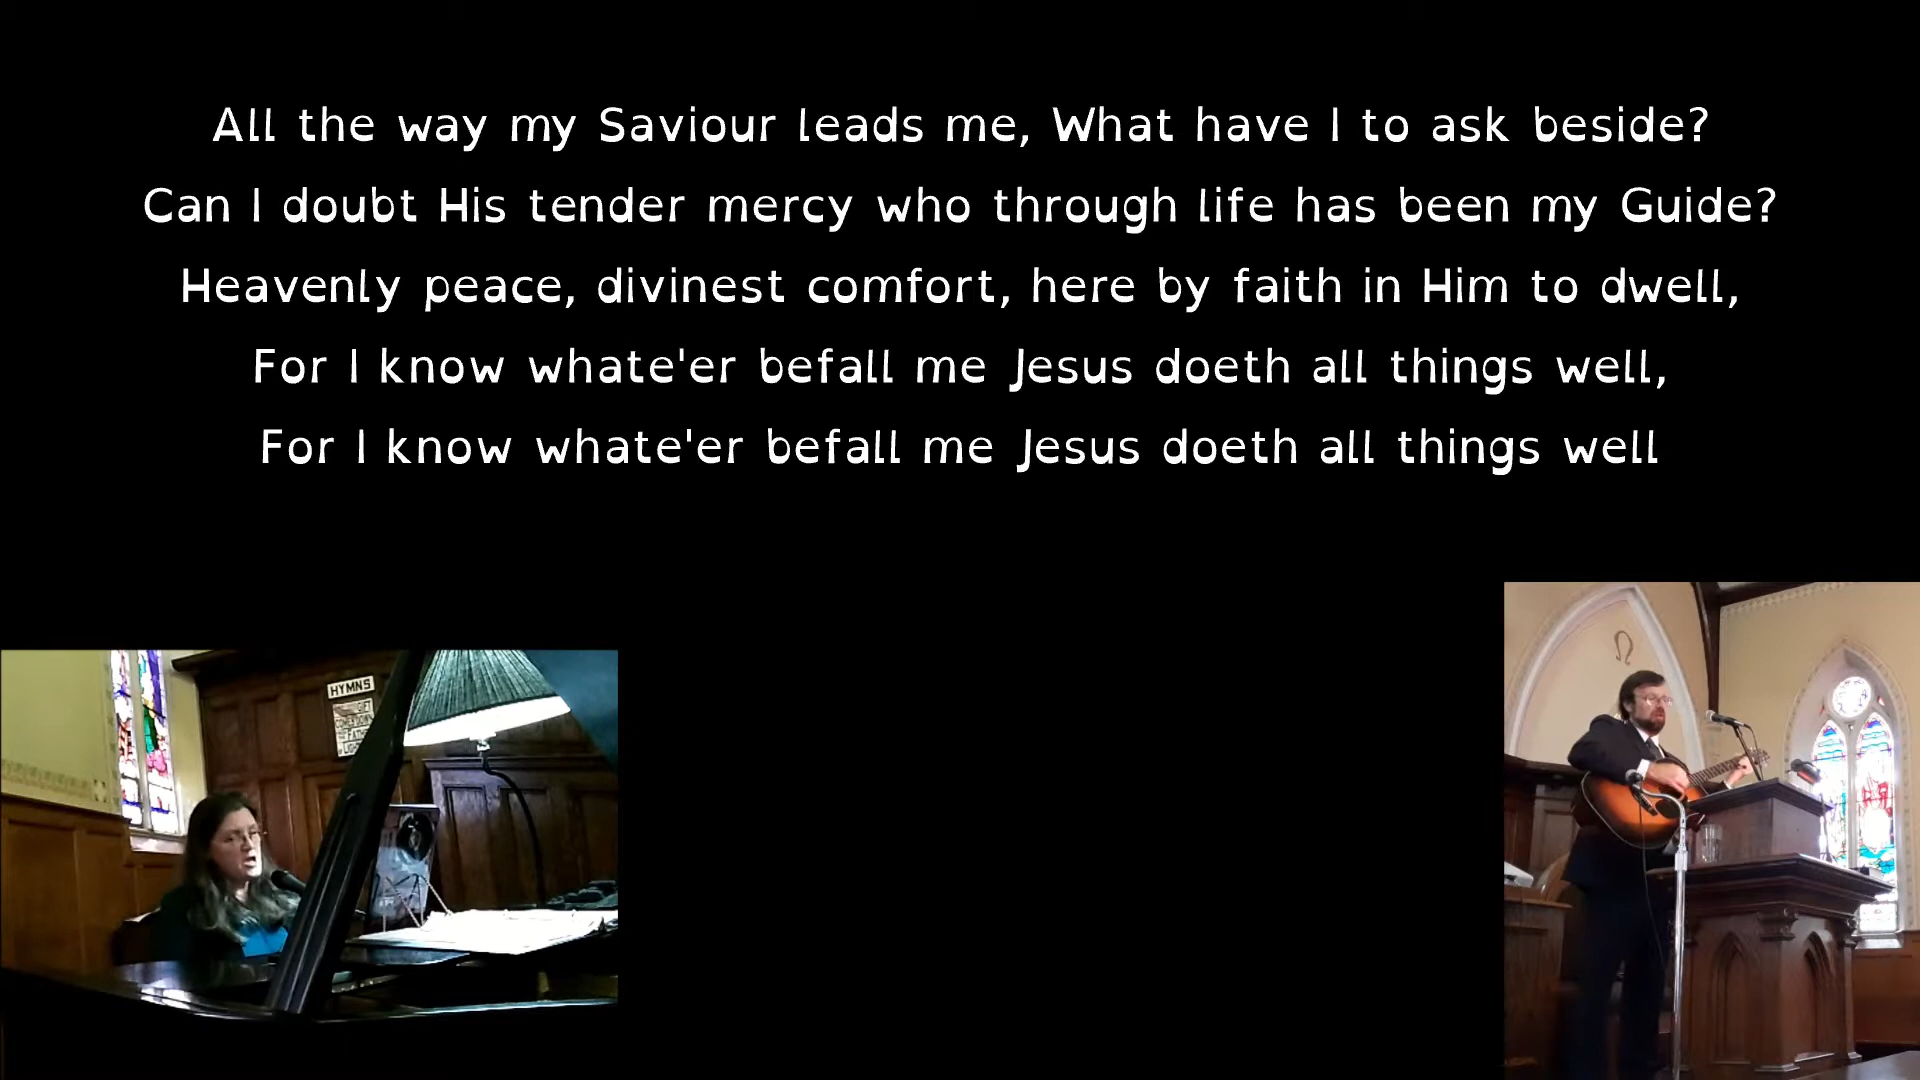 All the way my Saviour leads me, What have I to ask beside?
Can I doubt His tender mercy who through life has been my Guide?
Heavenly peace, divinest comfort, here by faith in Him to dwell,
For I know whate'er befall me Jesus doeth all things well,
For I know whate'er befall me Jesus doeth all things well
HYMNS